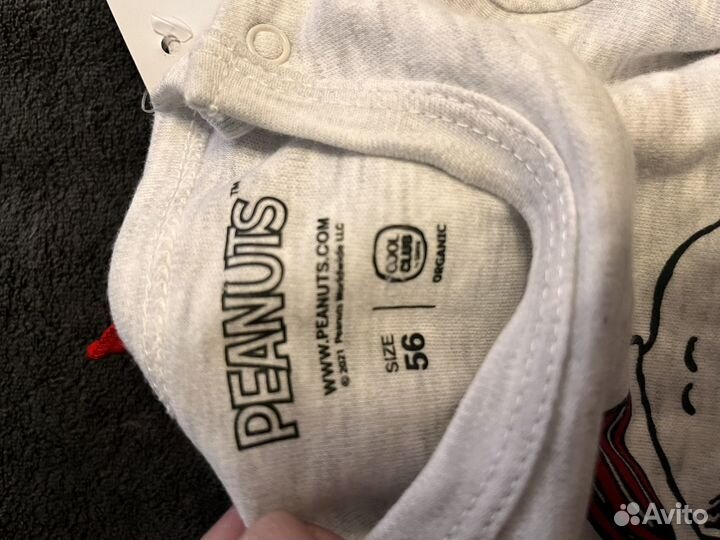 PEANUTS™
WWW.PEANUTS.COM
© 2021 Peanuts Worldwide LLC
COOL
CLUB
ORGANIC
SIZE
56
Avito